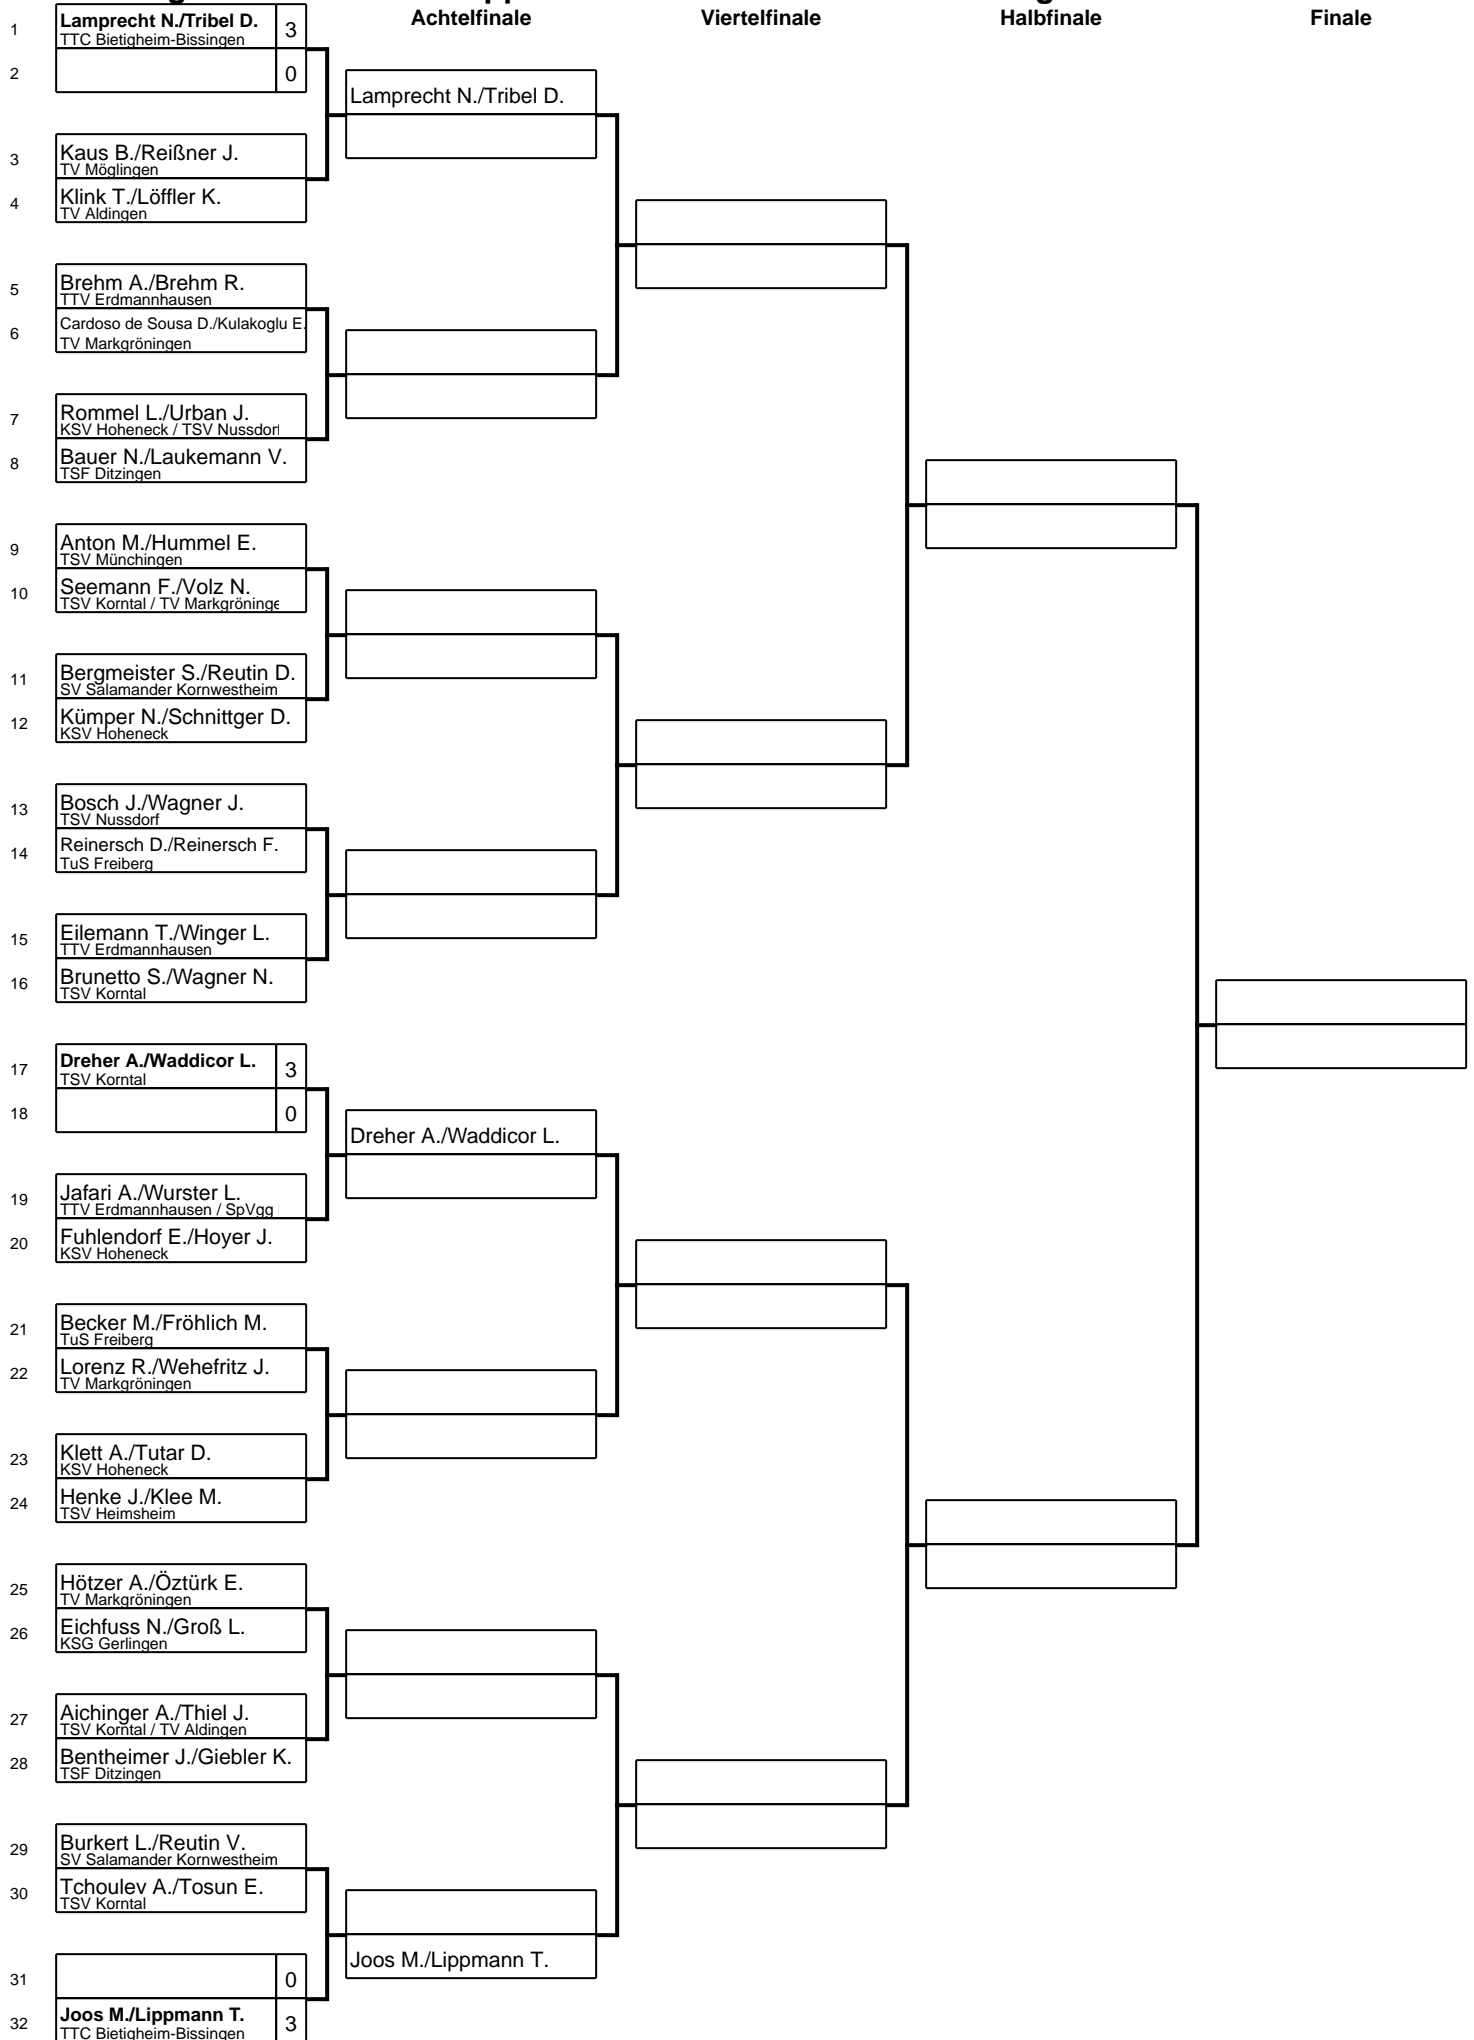 Achtelfinale Viertelfinale Halbfinale Finale
1 Lamprecht N./Tribel D. 3
TTC Bietigheim-Bissingen
2 0
Lamprecht N./Tribel D.
3 Kaus B./Reißner J.
TV Möglingen
4 Klink T./Löffler K.
TV Aldingen
5 Brehm A./Brehm R.
TTV Erdmannhausen
6 Cardoso de Sousa D./Kulakoglu E.
TV Markgröningen
7 Rommel L./Urban J.
KSV Hoheneck / TSV Nussdorf
8 Bauer N./Laukemann V.
TSF Ditzingen
9 Anton M./Hummel E.
TSV Münchingen
10 Seemann F./Volz N.
TSV Korntal / TV Markgröninge
11 Bergmeister S./Reutin D.
SV Salamander Kornwestheim
12 Kümper N./Schnittger D.
KSV Hoheneck
13 Bosch J./Wagner J.
TSV Nussdorf
14 Reinersch D./Reinersch F.
TuS Freiberg
15 Eilemann T./Winger L.
TTV Erdmannhausen
16 Brunetto S./Wagner N.
TSV Korntal
17 Dreher A./Waddicor L. 3
TSV Korntal
18 0
Dreher A./Waddicor L.
19 Jafari A./Wurster L.
TTV Erdmannhausen / SpVgg
20 Fuhlendorf E./Hoyer J.
KSV Hoheneck
21 Becker M./Fröhlich M.
TuS Freiberg
22 Lorenz R./Wehefritz J.
TV Markgröningen
23 Klett A./Tutar D.
KSV Hoheneck
24 Henke J./Klee M.
TSV Heimsheim
25 Hötzer A./Öztürk E.
TV Markgröningen
26 Eichfuss N./Groß L.
KSG Gerlingen
27 Aichinger A./Thiel J.
TSV Korntal / TV Aldingen
28 Bentheimer J./Giebler K.
TSF Ditzingen
29 Burkert L./Reutin V.
SV Salamander Kornwestheim
30 Tchoulev A./Tosun E.
TSV Korntal
Joos M./Lippmann T.
31 0
32 Joos M./Lippmann T. 3
TTC Bietigheim-Bissingen